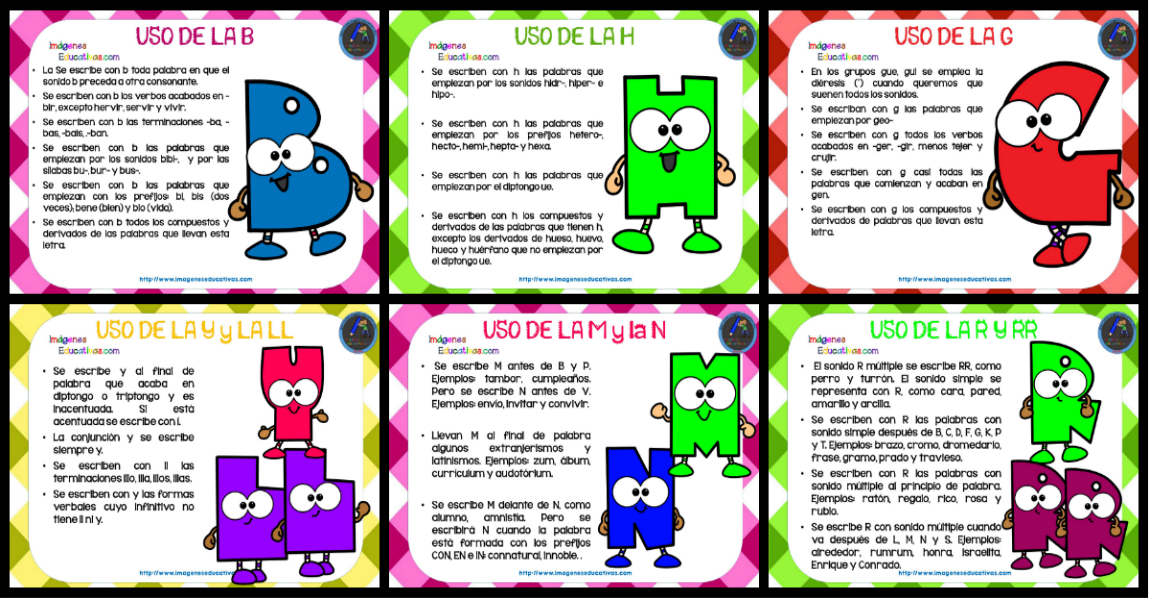 USO DE LA B
Imágenes
Educativas.com
• La Se escribe con b toda palabra en que el
sonido b preceda a otra consonante.
• Se escriben con b los verbos acabados en -
bir, excepto hervir, servir y vivir.
• Se escriben con b las terminaciones -ba, -
bas, -bais, -ban.
• Se escriben con b las palabras que
empiezan por los sonidos bibi-, y por las
sílabas bu-, bur- y bus-.
• Se escriben con b las palabras que
empiezan con los prefijos: bi, bis (dos
veces), bene (bien) y bio (vida).
• Se escriben con b todos los compuestos y
derivados de las palabras que llevan esta
letra.
http://www.imageneseducativas.com
USO DE LA H
Imágenes
Educativas.com
• Se escriben con h las palabras que
empiezan por los sonidos hidr-, hiper- e
hipo-.
• Se escriben con h las palabras que
empiezan por los prefijos hetero-,
hecto-, hemi-, hepta- y hexa.
• Se escriben con h las palabras que
empiezan por el diptongo ue.
• Se escriben con h los compuestos y
derivados de las palabras que tienen h,
excepto los derivados de hueso, huevo,
hueco y huérfano que no empiezan por
el diptongo ue.
http://www.imageneseducativas.com
USO DE LA G
Imágenes
Educativas.com
• En los grupos gue, gui se emplea la
diéresis (¨) cuando queremos que
suenen todos los sonidos.
• Se escriban con g las palabras que
empiezan por geo-
• Se escriben con g todos los verbos
acabados en -ger, -gir, menos tejer y
crujir.
• Se escriben con g casi todas las
palabras que comienzan y acaban en
gen.
• Se escriben con g los compuestos y
derivados de palabras que llevan esta
letra.
http://www.imageneseducativas.com
USO DE LA Y y LA LL
Imágenes
Educativas.com
• Se escribe y al final de
palabra que acaba en
diptongo o triptongo y es
inacentuada. Si está
acentuada se escribe con í.
• La conjunción y se escribe
siempre y.
• Se escriben con ll las
terminaciones illo, illa, illos, illas.
• Se escriben con y las formas
verbales cuyo infinitivo no
tiene ll ni y.
http://www.imageneseducativas
USO DE LA M y la N
Imágenes
Educativas.com
• Se escribe M antes de B y P.
Ejemplos: tambor, cumpleaños.
Pero se escribe N antes de V.
Ejemplos: envío, invitar y convivir.
• Llevan M al final de palabra
algunos extranjerismos y
latinismos. Ejemplos: zum, álbum,
currículum y audotórium.
• Se escribe M delante de N, como
alumno, amnistía. Pero se
escribirá N cuando la palabra
está formada con los prefijos
CON, EN e IN: connatural, innoble. .
http://www.imageneseducativas.com
USO DE LA R Y RR
Imágenes
Educativas.com
• El sonido R múltiple se escribe RR, como
perro y turrón. El sonido simple se
representa con R, como cara, pared,
amarillo y arcilla.
• Se escriben con R las palabras con
sonido simple después de B, C, D, F, G, K, P
y T. Ejemplos: brazo, cromo, dromedario,
frase, gramo, prado y travieso.
• Se escriben con R las palabras con
sonido múltiple al principio de palabra.
Ejemplos: ratón, regalo, rico, rosa y
rubio.
• Se escribe R con sonido múltiple cuando
va después de L, M, N y S. Ejemplos:
alrededor, rumrum, honra, israelita,
Enrique y Conrado.
http://www.imageneseducativas.com